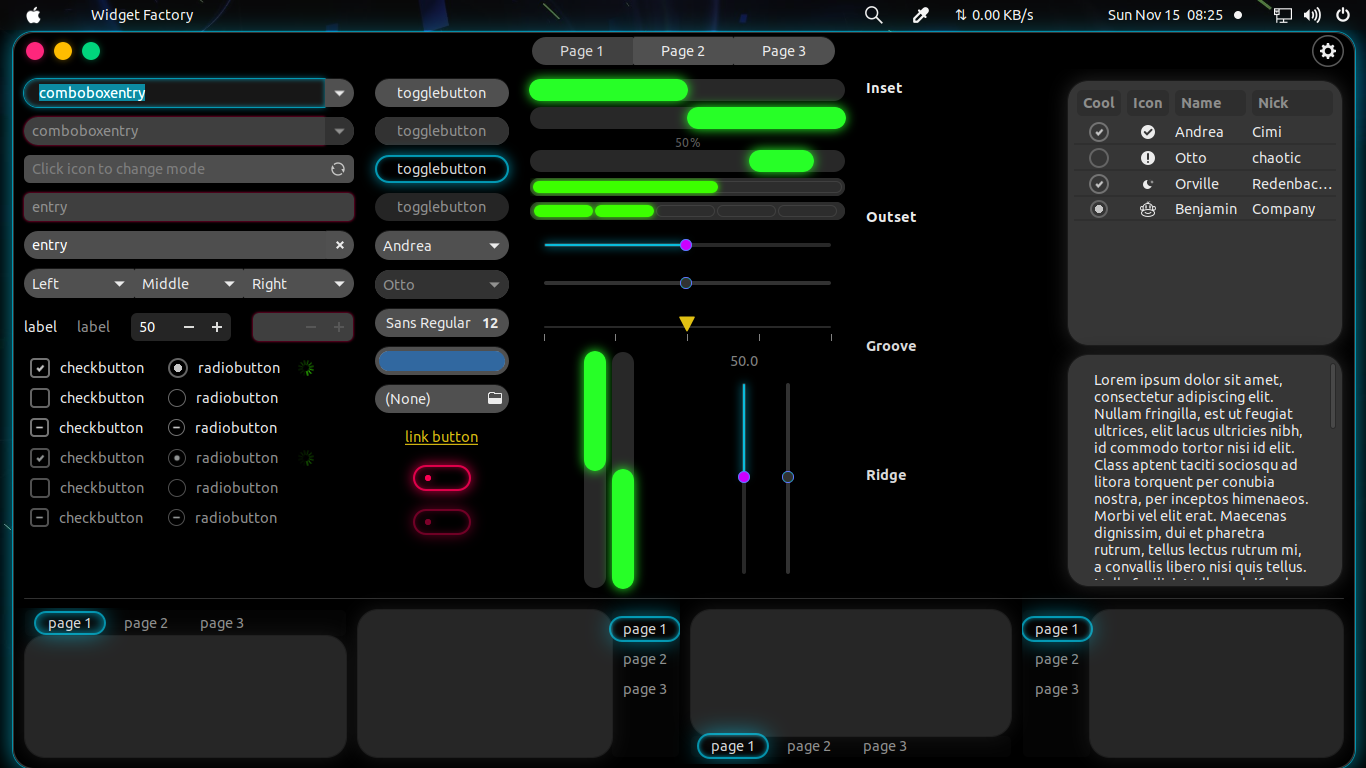 Widget Factory
⇅ 0.00 KB/s
Sun Nov 15 08:25
Page 1 Page 2 Page 3
comboboxentry
comboboxentry
Click icon to change mode
entry
entry
Left Middle Right
label label 50
checkbutton radiobutton
checkbutton radiobutton
checkbutton radiobutton
checkbutton radiobutton
checkbutton radiobutton
checkbutton radiobutton
togglebutton
togglebutton
togglebutton
togglebutton
Andrea
Otto
Sans Regular 12
(None)
link button
50 %
50.0
Inset
Outset
Groove
Ridge
Cool Icon Name Nick
Andrea Cimi
Otto chaotic
Orville Redenbac...
Benjamin Company
Lorem ipsum dolor sit amet,
consectetur adipiscing elit.
Nullam fringilla, est ut feugiat
ultrices, elit lacus ultricies nibh,
id commodo tortor nisi id elit.
Class aptent taciti sociosqu ad
litora torquent per conubia
nostra, per inceptos himenaeos.
Morbi vel elit erat. Maecenas
dignissim, dui et pharetra
rutrum, tellus lectus rutrum mi,
a convallis libero nisi quis tellus.
page 1 page 2 page 3
page 1
page 2
page 3
page 1 page 2 page 3
page 1
page 2
page 3